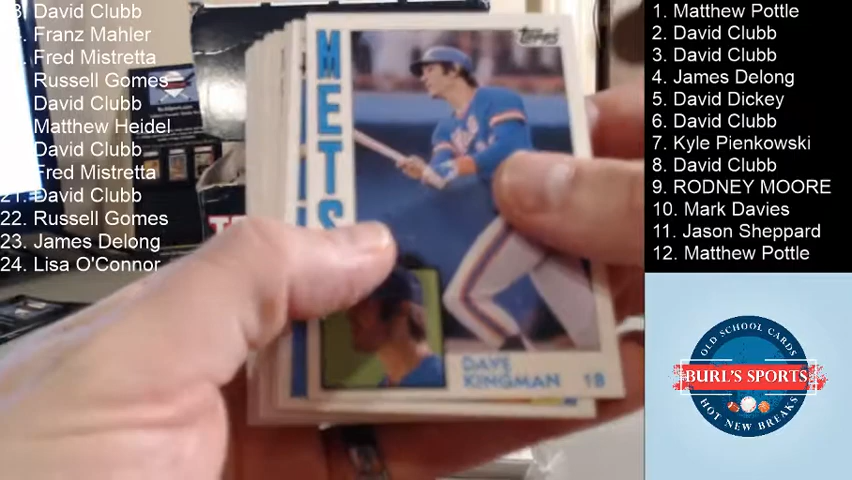 3. David Clubb
Franz Mahler
Fred Mistretta
Russell Gomes
David Clubb
Matthew Heidel
David Clubb
Fred Mistretta
21. David Clubb
22. Russell Gomes
23. James Delong
24. Lisa O'Connor
Topps
METS
DAVE
KINGMAN 1B
1. Matthew Pottle
2. David Clubb
3. David Clubb
4. James Delong
5. David Dickey
6. David Clubb
7. Kyle Pienkowski
8. David Clubb
9. RODNEY MOORE
10. Mark Davies
11. Jason Sheppard
12. Matthew Pottle
OLD SCHOOL CARDS
BURL'S SPORTS
HOT NEW BREAKS